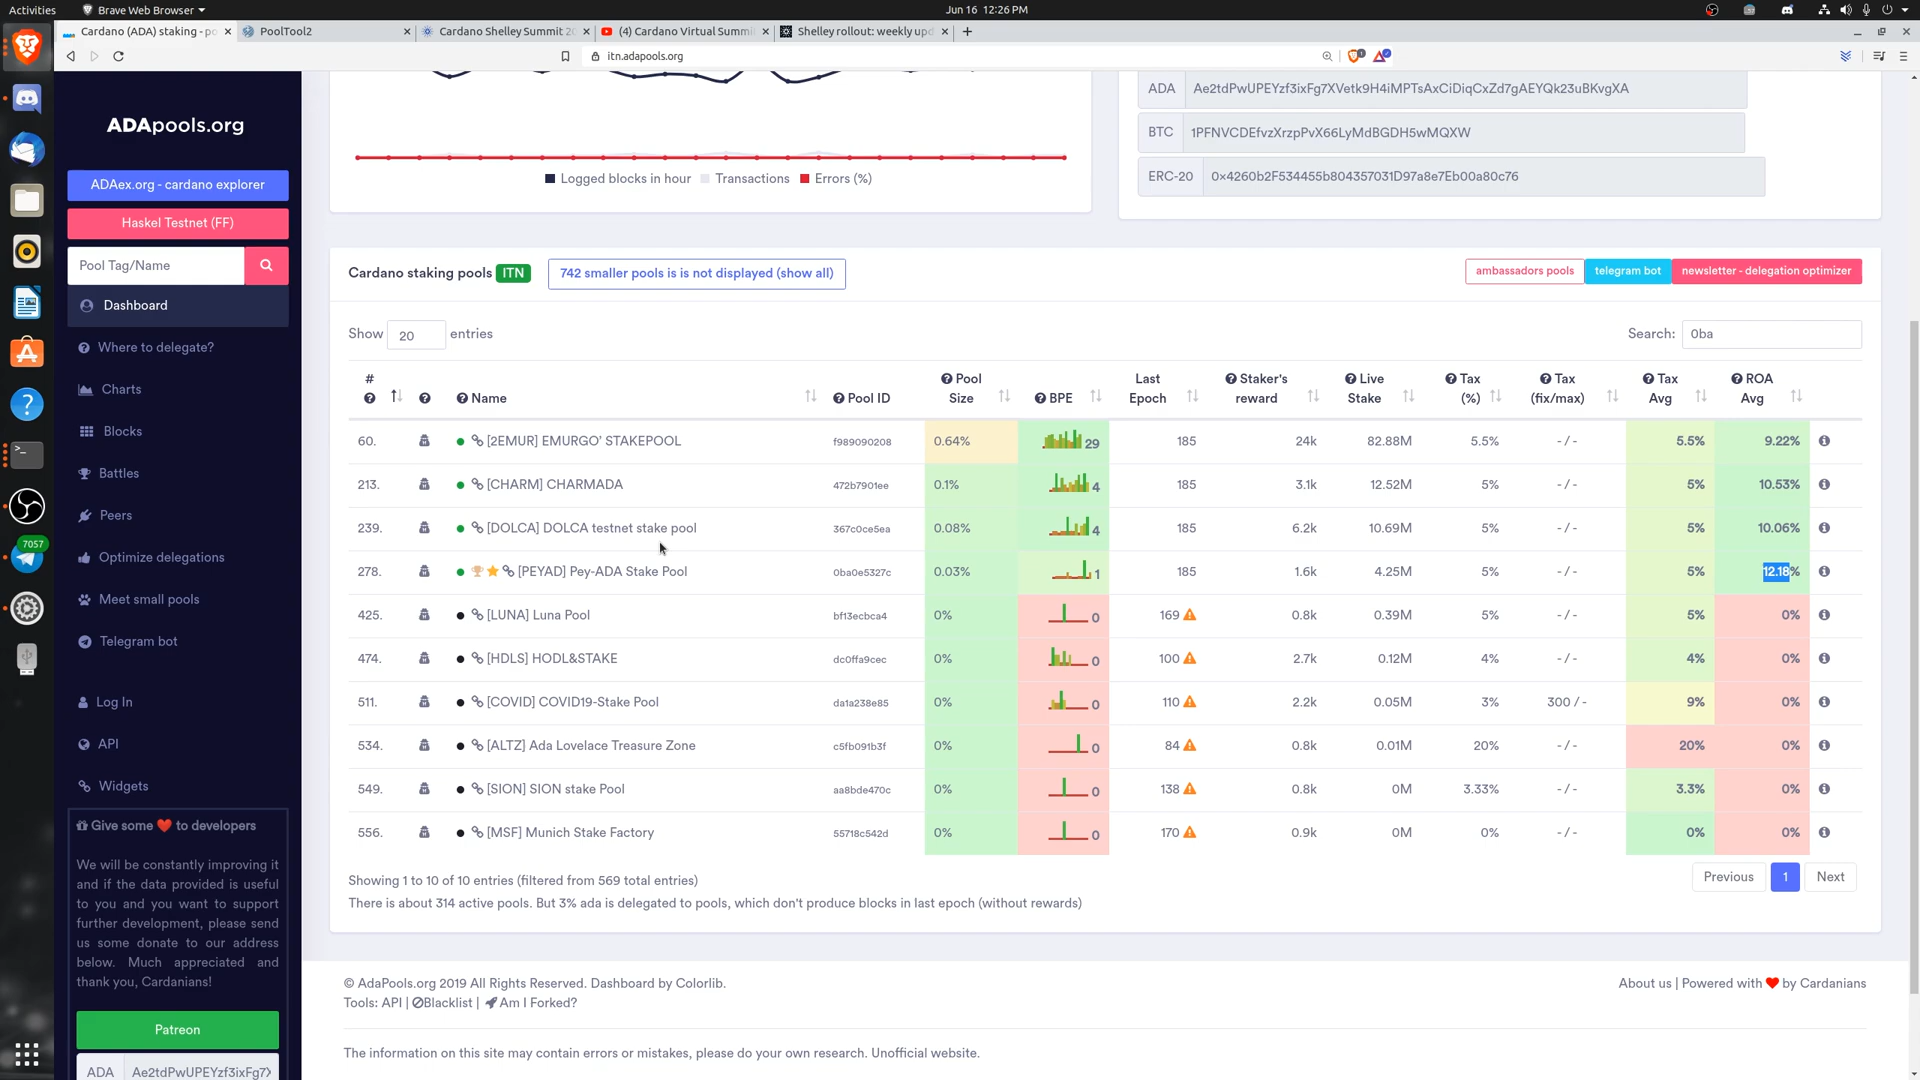 Activities
Brave Web Browser
Jun 16 12:26 PM
Cardano (ADA) staking - po
PoolTool2
Cardano Shelley Summit 20
(4) Cardano Virtual Summi
Shelley rollout: weekly upd
itn.adapools.org
ADApools.org
ADAex.org - cardano explorer
Haskel Testnet (FF)
Pool Tag/Name
Dashboard
Where to delegate?
Charts
Blocks
Battles
Peers
Optimize delegations
Meet small pools
Telegram bot
Log In
API
Widgets
Give some ❤ to developers
We will be constantly improving it
and if the data provided is useful
to you and you want to support
further development, please send
us some donate to our address
below. Much appreciated and
thank you, Cardanians!
Patreon
ADA Ae2tdPwUPEYzf3ixFg7X
7057
Logged blocks in hour Transactions Errors (%)
ADA Ae2tdPwUPEYzf3ixFg7XVetk9H4iMPTsAxCiDiqCxZd7gAEYQk23uBKvgXA
BTC 1PFNVCDEfvzXrzpPvX66LyMdBGDH5wMQXW
ERC-20 0x4260b2F534455b804357031D97a8e7Eb00a80c76
Cardano staking pools ITN 742 smaller pools is is not displayed (show all)
ambassadors pools telegram bot newsletter - delegation optimizer
Show 20 entries
Search: 0ba
# Name Pool ID Pool Size BPE Last Epoch Staker's reward Live Stake Tax (%) Tax (fix/max) Tax Avg ROA Avg
60. [2EMUR] EMURGO' STAKEPOOL f989090208 0.64% 29 185 24k 82.88M 5.5% - / - 5.5% 9.22%
213. [CHARM] CHARMADA 472b7901ee 0.1% 4 185 3.1k 12.52M 5% - / - 5% 10.53%
239. [DOLCA] DOLCA testnet stake pool 367c0ce5ea 0.08% 4 185 6.2k 10.69M 5% - / - 5% 10.06%
278. [PEYAD] Pey-ADA Stake Pool 0ba0e5327c 0.03% 1 185 1.6k 4.25M 5% - / - 5% 12.18%
425. [LUNA] Luna Pool bf13ecbca4 0% 0 169 0.8k 0.39M 5% - / - 5% 0%
474. [HDLS] HODL&STAKE dc0ffa9cec 0% 0 100 2.7k 0.12M 4% - / - 4% 0%
511. [COVID] COVID19-Stake Pool da1a238e85 0% 0 110 2.2k 0.05M 3% 300 / - 9% 0%
534. [ALTZ] Ada Lovelace Treasure Zone c5fb091b3f 0% 0 84 0.8k 0.01M 20% - / - 20% 0%
549. [SION] SION stake Pool aa8bde470c 0% 0 138 0.8k 0M 3.33% - / - 3.3% 0%
556. [MSF] Munich Stake Factory 55718c542d 0% 0 170 0.9k 0M 0% - / - 0% 0%
Showing 1 to 10 of 10 entries (filtered from 569 total entries)
Previous 1 Next
There is about 314 active pools. But 3% ada is delegated to pools, which don't produce blocks in last epoch (without rewards)
© AdaPools.org 2019 All Rights Reserved. Dashboard by Colorlib.
About us | Powered with ❤ by Cardanians
Tools: API | Blacklist | Am I Forked?
The information on this site may contain errors or mistakes, please do your own research. Unofficial website.